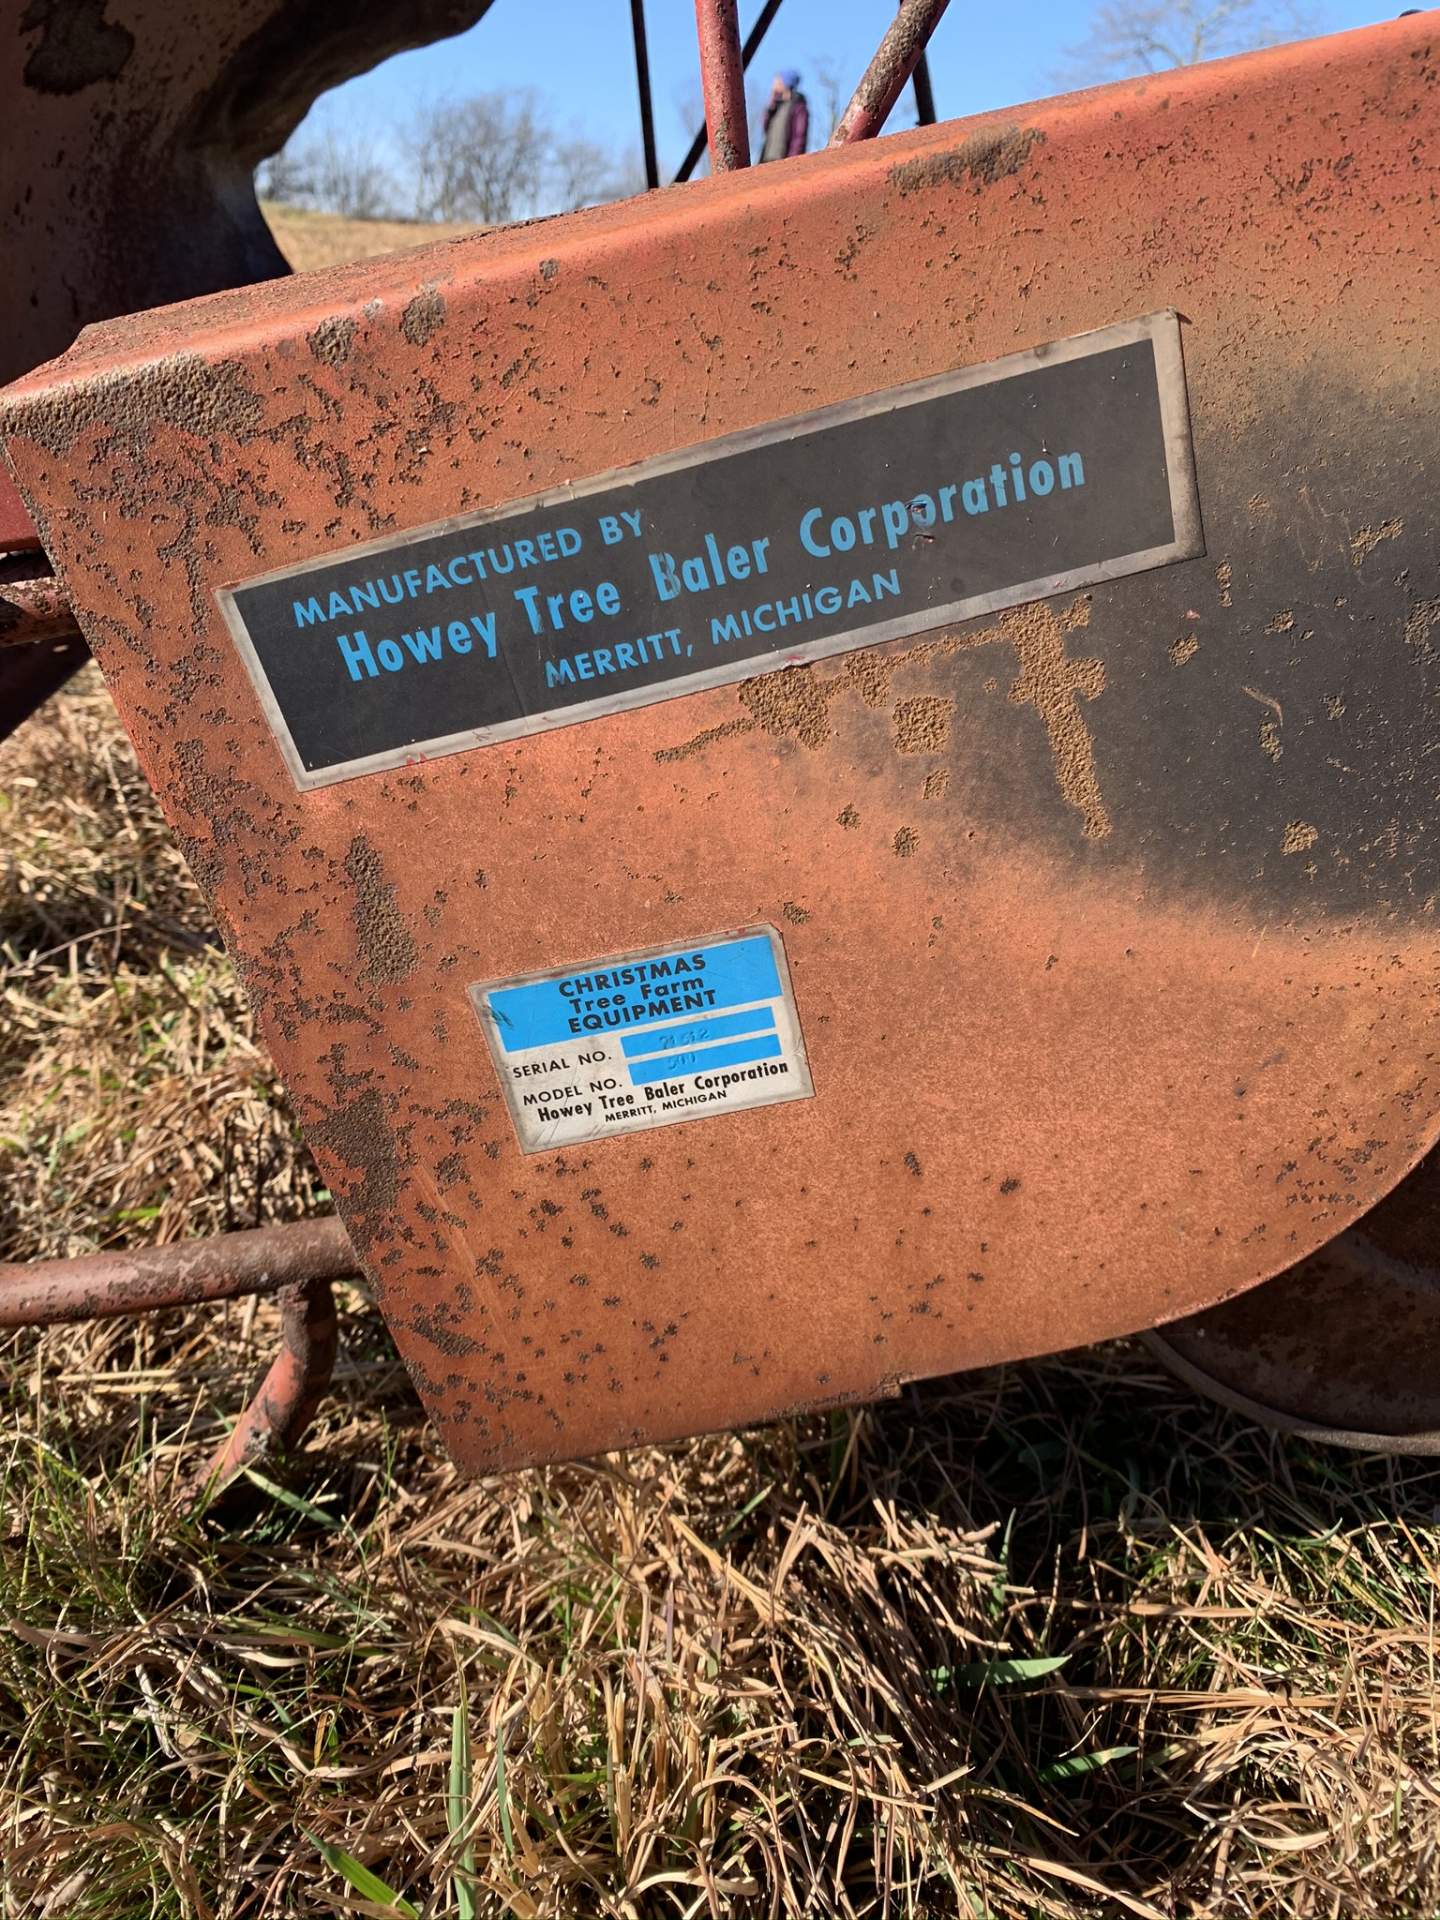 MANUFACTURED BY
Howey Tree Baler Corporation
MERRITT, MICHIGAN
CHRISTMAS
Tree Farm
EQUIPMENT
SERIAL NO.
MODEL NO. 500
Howey Tree Baler Corporation
MERRITT, MICHIGAN